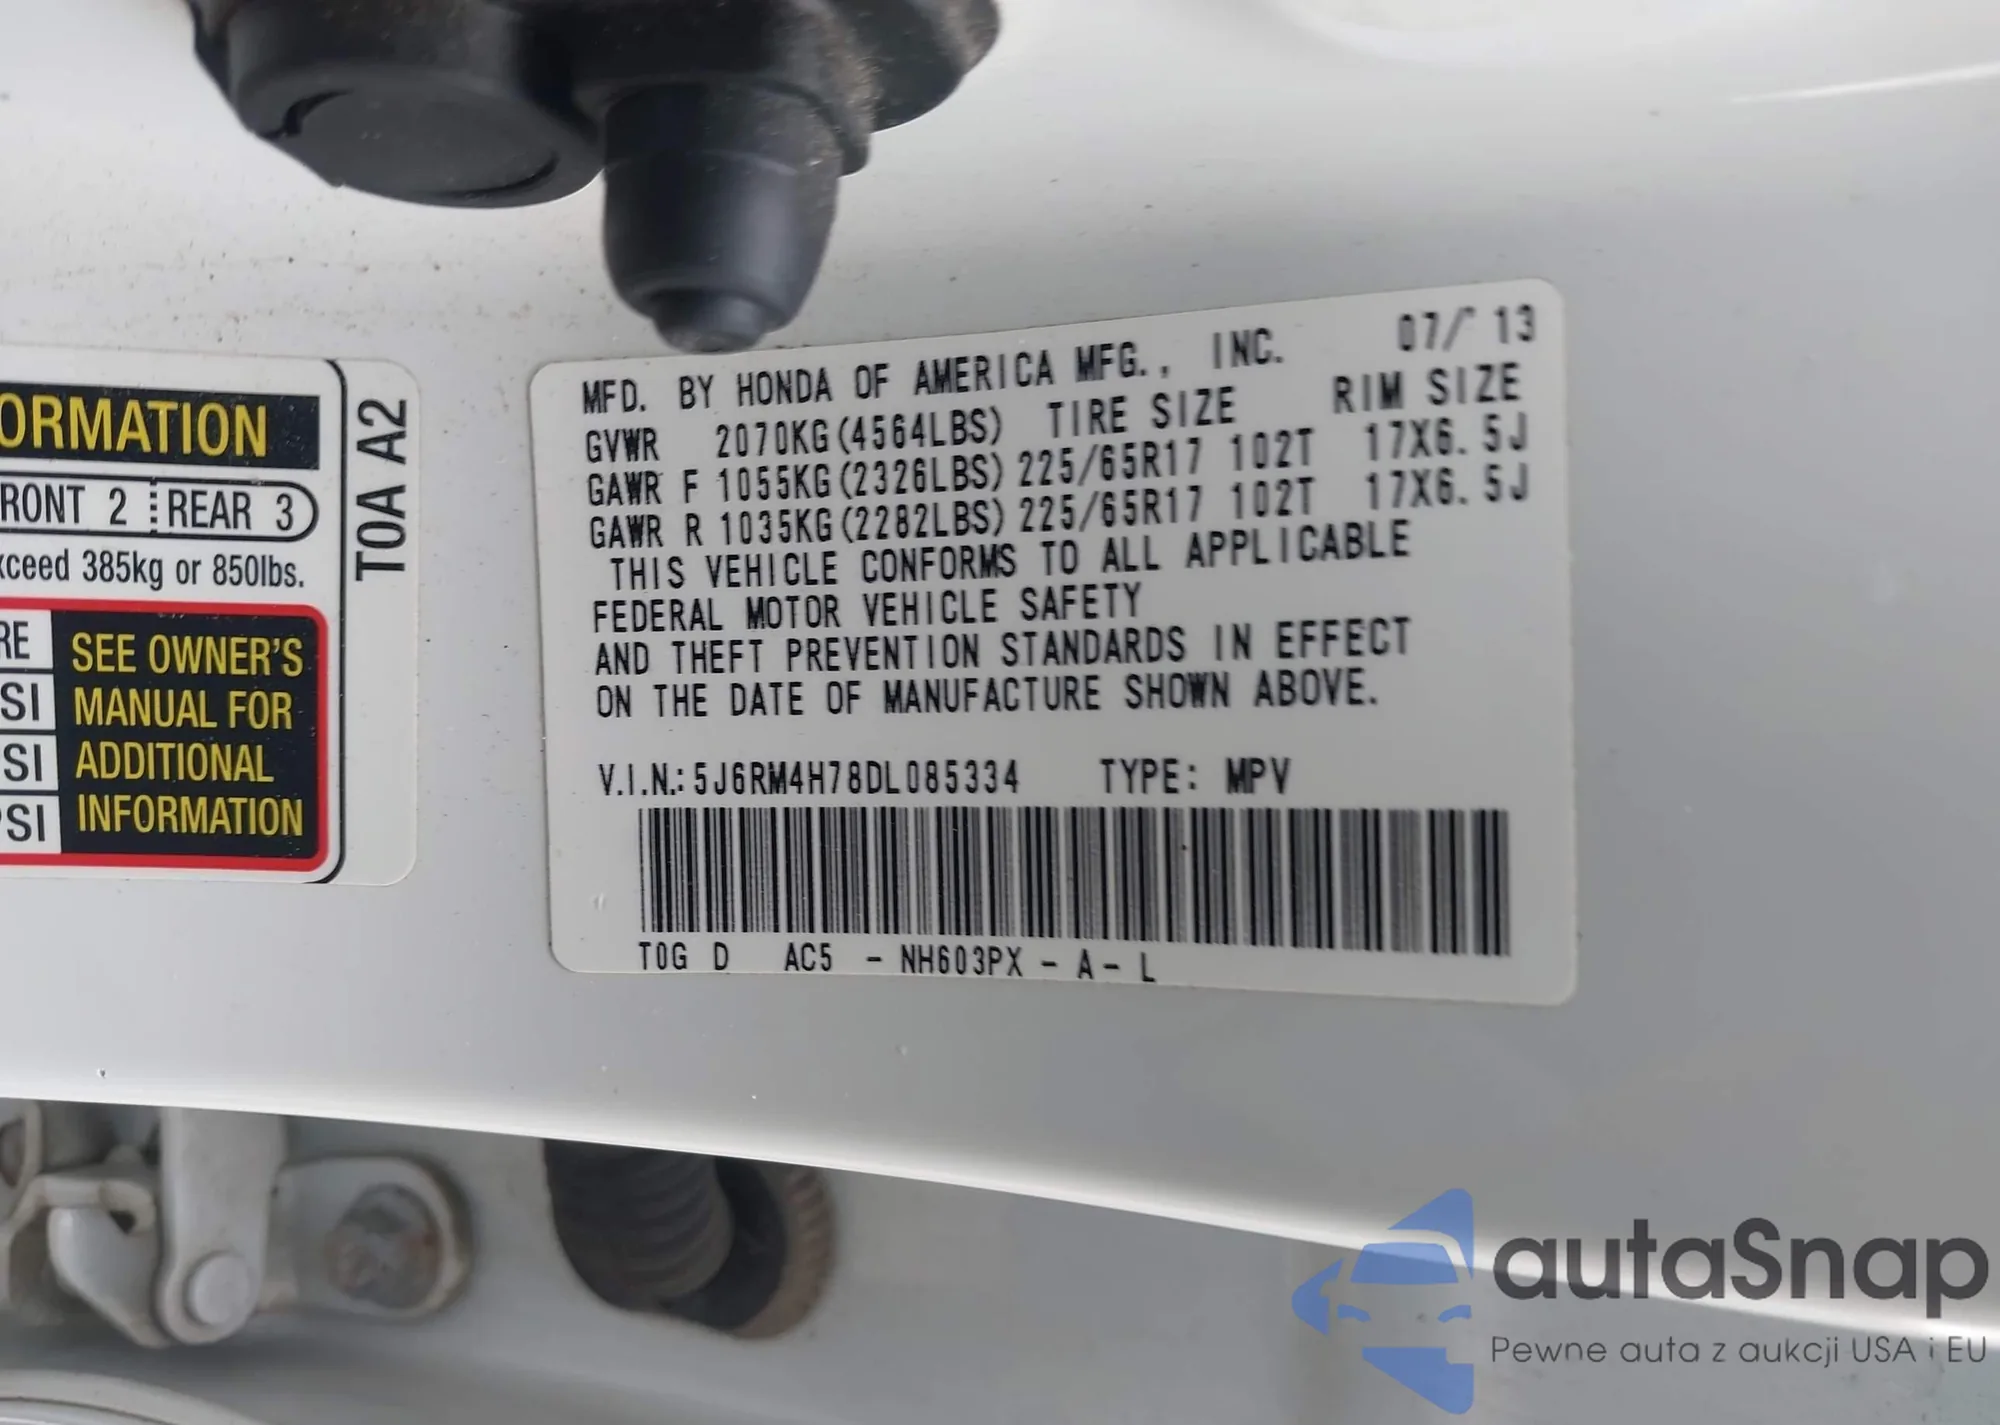 ORMATION
RONT 2 REAR 3
xceed 385kg or 850lbs.
RE
SI
SI
PSI
SEE OWNER'S
MANUAL FOR
ADDITIONAL
INFORMATION
T0A A2
MFD. BY HONDA OF AMERICA MFG., INC. 07/ 13
GVWR 2070KG(4564LBS) TIRE SIZE RIM SIZE
GAWR F 1055KG(2326LBS) 225/65R17 102T 17X6.5J
GAWR R 1035KG(2282LBS) 225/65R17 102T 17X6.5J
THIS VEHICLE CONFORMS TO ALL APPLICABLE
FEDERAL MOTOR VEHICLE SAFETY
AND THEFT PREVENTION STANDARDS IN EFFECT
ON THE DATE OF MANUFACTURE SHOWN ABOVE.
V.I.N.: 5J6RM4H78DL085334 TYPE: MPV
T0G D AC5 - NH603PX - A - L
autaSnap
Pewne auta z aukcji USA i EU